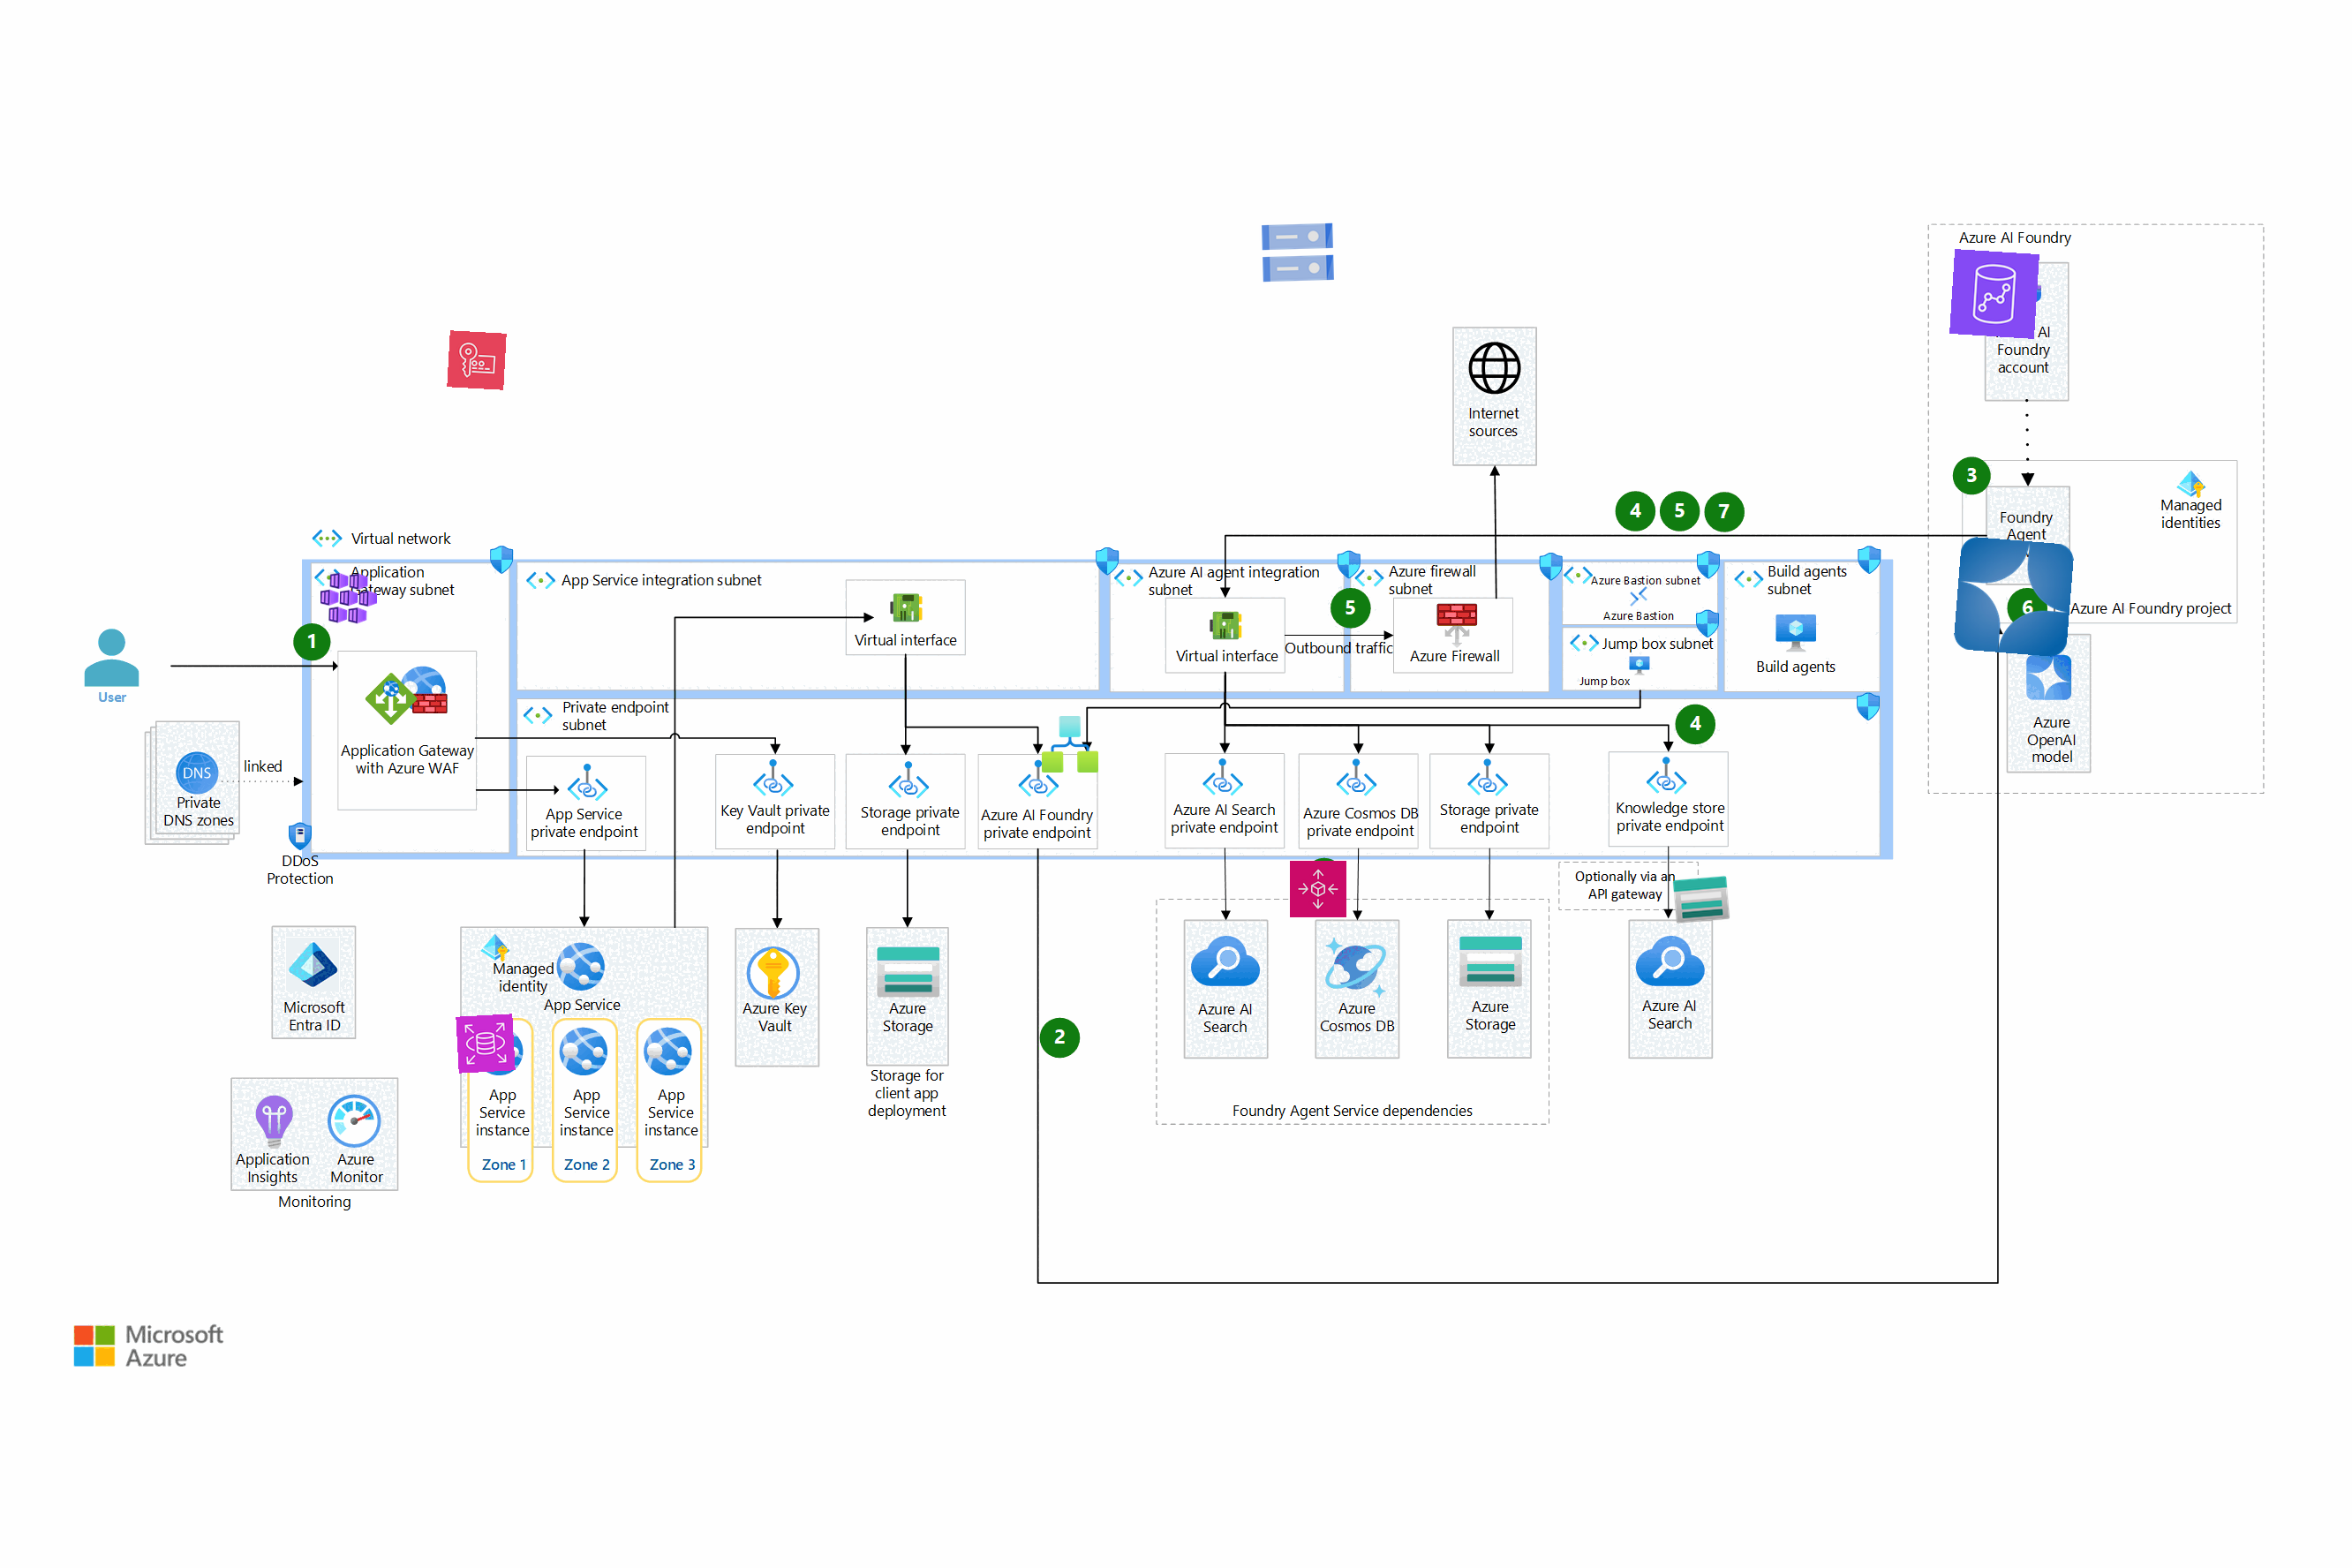 Azure AI Foundry
AI
Foundry
account
Internet
sources
3
Managed
identities
Foundry
Agent
4 5 7
Virtual network
Application
Gateway subnet
App Service integration subnet
Virtual interface
Azure AI agent integration
subnet
Virtual interface
Outbound traffic
5
Azure firewall
subnet
Azure Firewall
Azure Bastion subnet
Azure Bastion
Jump box subnet
Jump box
Build agents
subnet
Build agents
6
Azure AI Foundry project
Azure
OpenAI
model
1
User
Application Gateway
with Azure WAF
DNS
Private
DNS zones
linked
DDoS
Protection
Private endpoint
subnet
App Service
private endpoint
Key Vault private
endpoint
Storage private
endpoint
Azure AI Foundry
private endpoint
Azure AI Search
private endpoint
Azure Cosmos DB
private endpoint
Storage private
endpoint
4
Knowledge store
private endpoint
Optionally via an
API gateway
Microsoft
Entra ID
Managed
identity
App Service
App
Service
instance
Zone 1
App
Service
instance
Zone 2
App
Service
instance
Zone 3
Azure Key
Vault
Azure
Storage
Storage for
client app
deployment
2
Azure AI
Search
Azure
Cosmos DB
Azure
Storage
Foundry Agent Service dependencies
Azure AI
Search
Application
Insights
Azure
Monitor
Monitoring
Microsoft
Azure